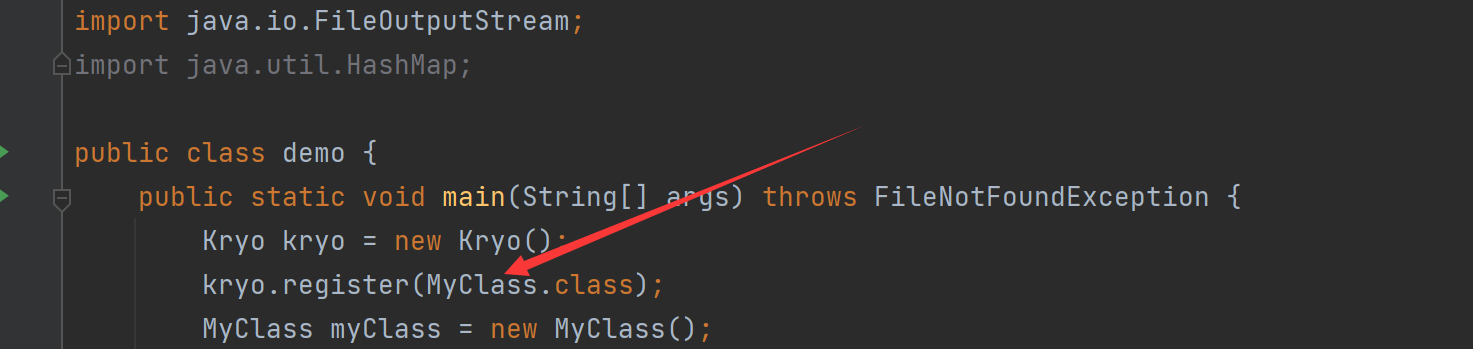 import java.io.FileOutputStream;
import java.util.HashMap;
public class demo {
public static void main(String[] args) throws FileNotFoundException {
Kryo kryo = new Kryo();
kryo.register(MyClass.class);
MyClass myClass = new MyClass();